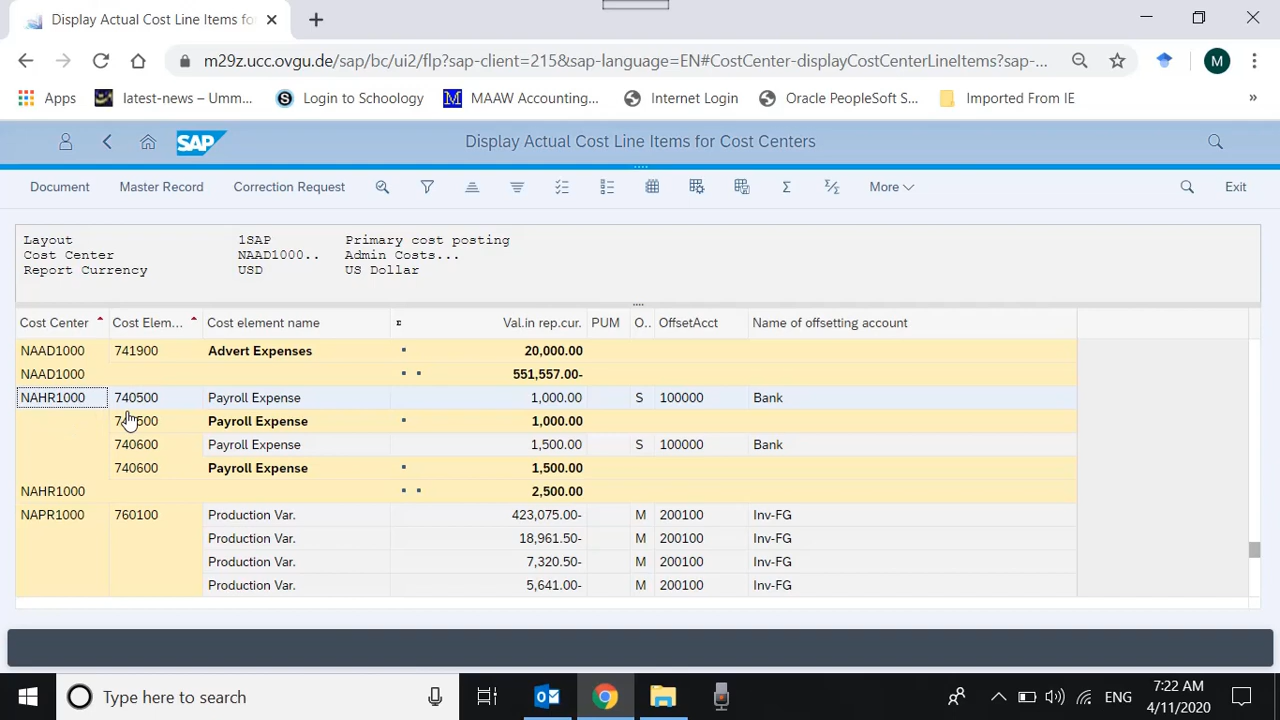 Display Actual Cost Line Items for
m29z.ucc.ovgu.de/sap/bc/ui2/flp?sap-client=215&sap-language=EN#CostCenter-displayCostCenterLineItems?sap-...
M
Apps latest-news – Umm... Login to Schoology MAAW Accounting... Internet Login Oracle PeopleSoft S... Imported From IE »
SAP Display Actual Cost Line Items for Cost Centers
Document Master Record Correction Request More Exit
Layout 1SAP Primary cost posting
Cost Center NAAD1000.. Admin Costs...
Report Currency USD US Dollar
Cost Center Cost Elem... Cost element name Val.in rep.cur. PUM O.. OffsetAcct Name of offsetting account
NAAD1000 741900 Advert Expenses 20,000.00
NAAD1000 551,557.00-
NAHR1000 740500 Payroll Expense 1,000.00 S 100000 Bank
Payroll Expense 1,000.00
740600 Payroll Expense 1,500.00 S 100000 Bank
740600 Payroll Expense 1,500.00
NAHR1000 2,500.00
NAPR1000 760100 Production Var. 423,075.00- M 200100 Inv-FG
Production Var. 18,961.50- M 200100 Inv-FG
Production Var. 7,320.50- M 200100 Inv-FG
Production Var. 5,641.00- M 200100 Inv-FG
Type here to search
ENG
7:22 AM
4/11/2020